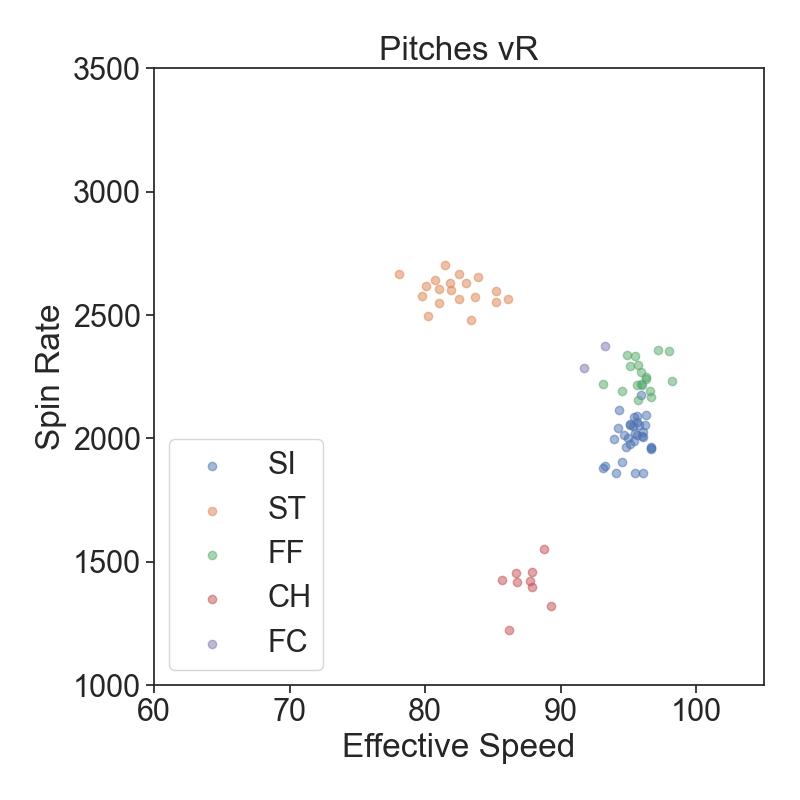 Pitches vR
3500
3000
2500
2000
1500
1000
Spin Rate
SI
ST
FF
CH
FC
60 70 80 90 100
Effective Speed